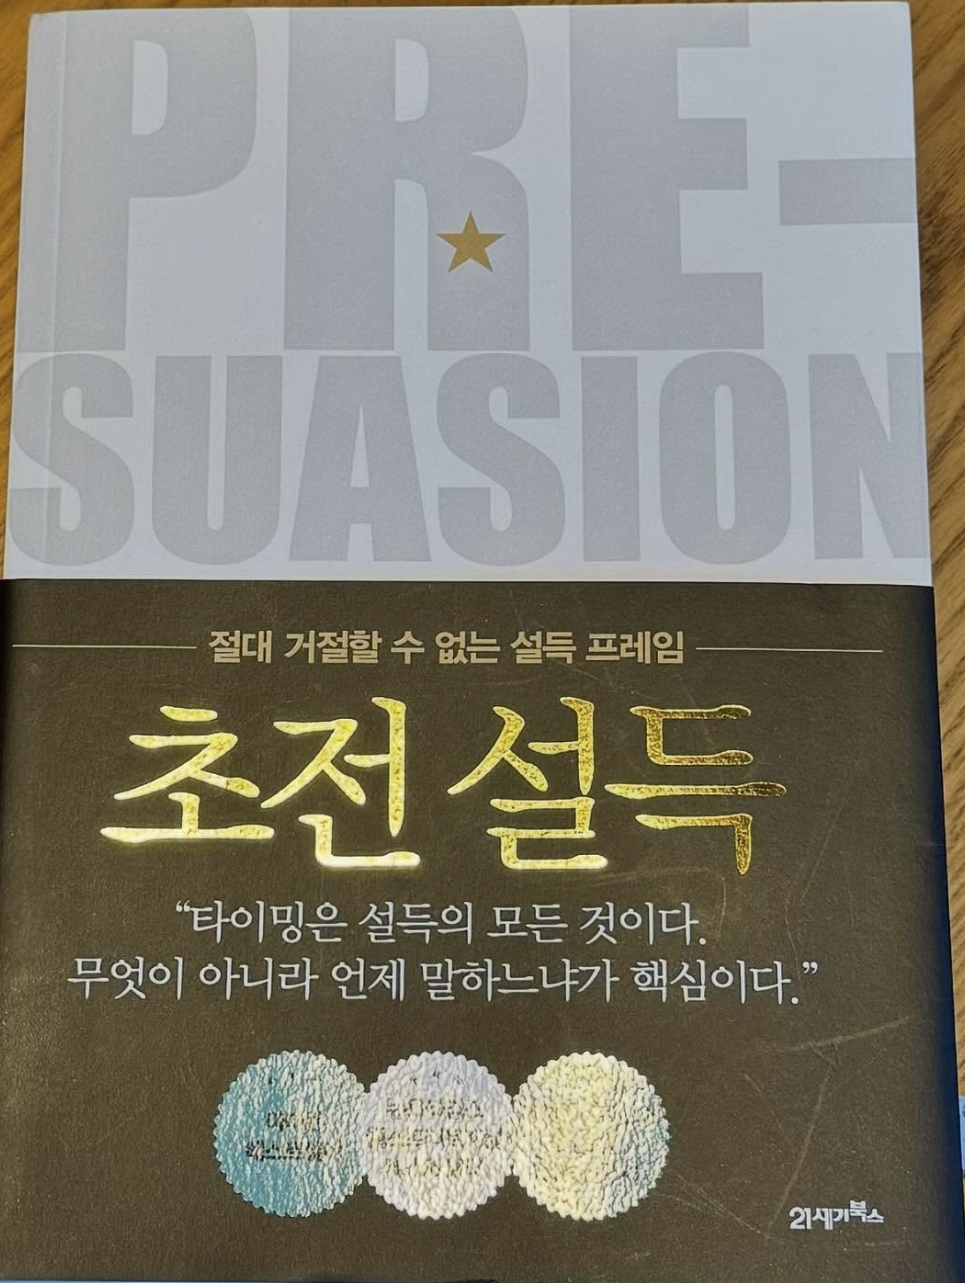 PRE-
SUASION
절대 거절할 수 없는 설득 프레임
초전 설득
“타이밍은 설득의 모든 것이다.
무엇이 아니라 언제 말하느냐가 핵심이다.”
21세기북스